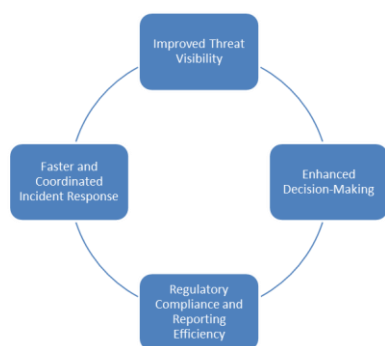 Improved Threat
Visibility
Enhanced
Decision-Making
Regulatory
Compliance and
Reporting
Efficiency
Faster and
Coordinated
Incident Response